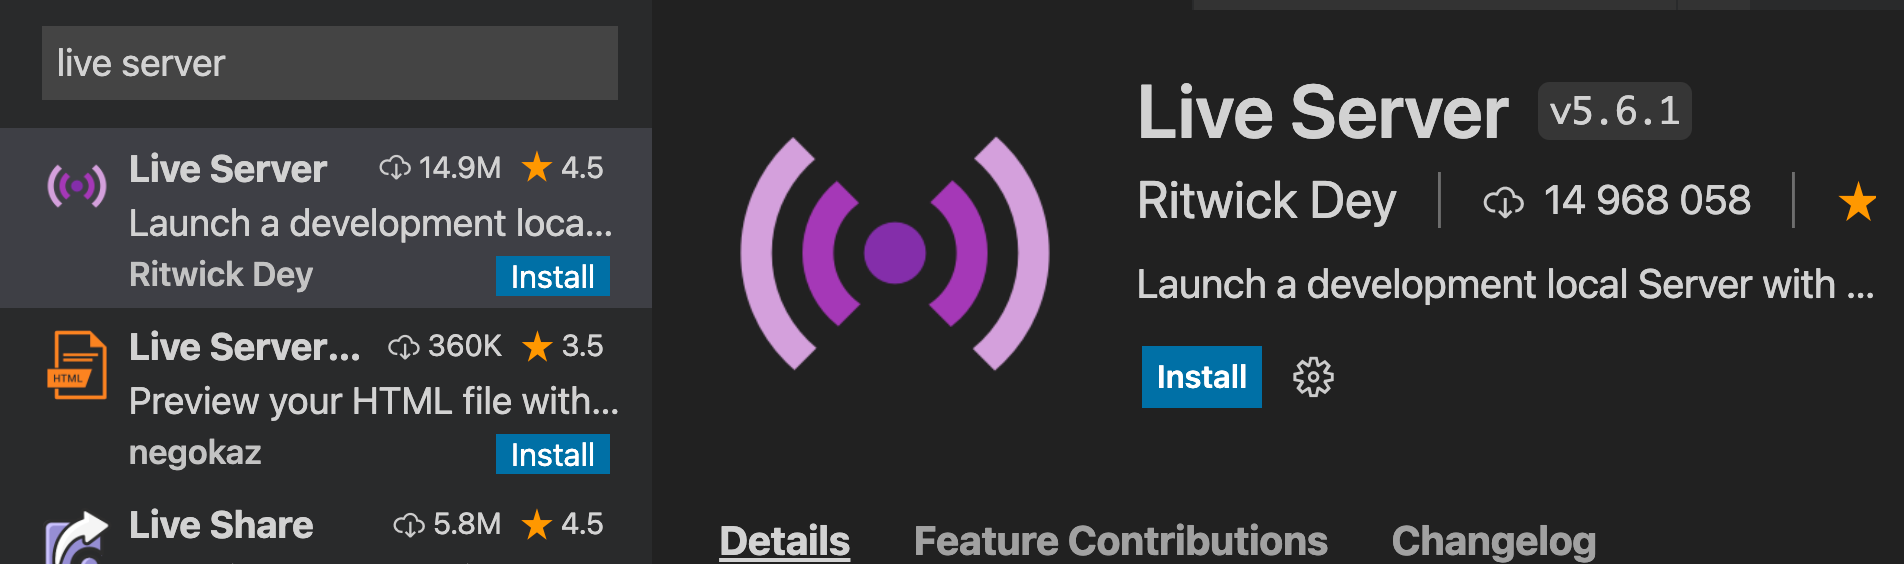 live server
Live Server 14.9M 4.5
Launch a development loca...
Ritwick Dey Install
Live Server... 360K 3.5
HTML
Preview your HTML file with...
negokaz Install
Live Share 5.8M 4.5
Live Server v5.6.1
Ritwick Dey 14 968 058
Launch a development local Server with ...
Install
Details Feature Contributions Changelog